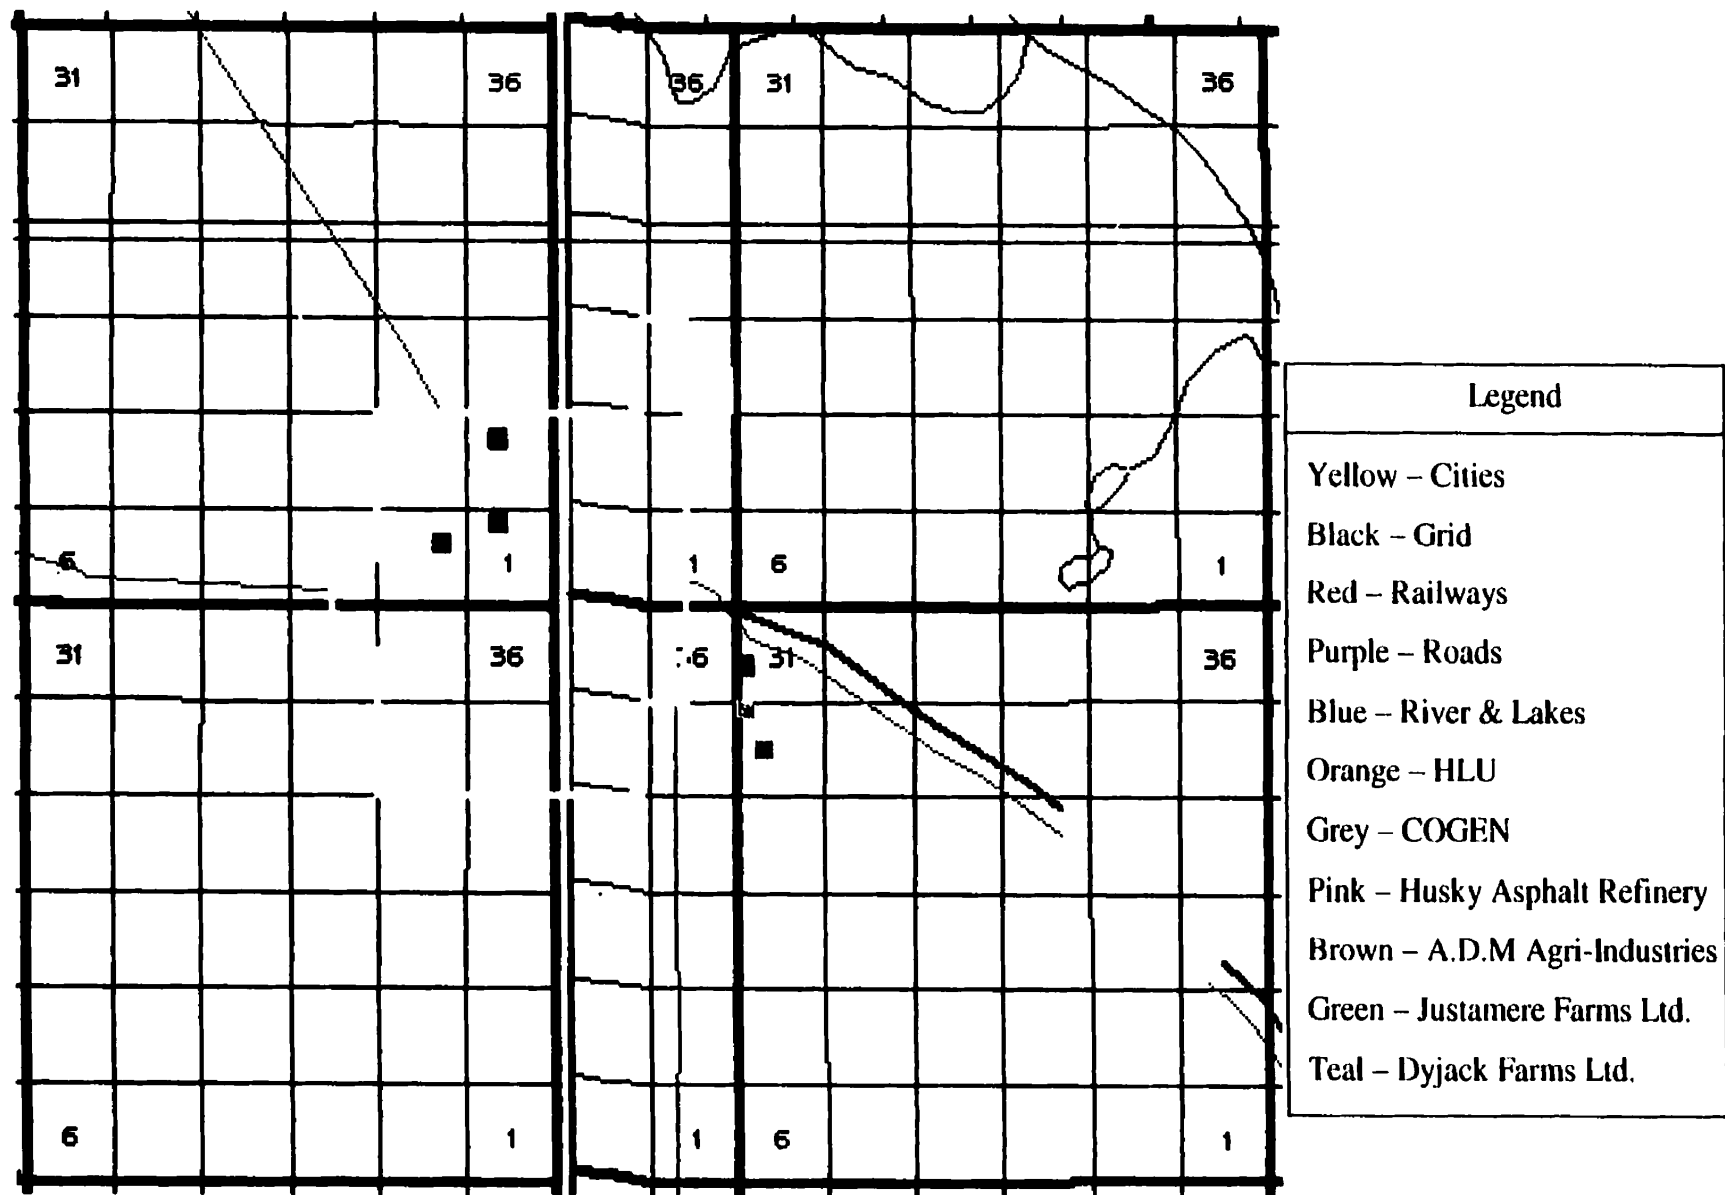 31 36 36 31 36
6 1 1 6 1
31 36 31 36
6 1 1 6 1
Legend
Yellow – Cities
Black – Grid
Red – Railways
Purple – Roads
Blue – River & Lakes
Orange – HLU
Grey – COGEN
Pink – Husky Asphalt Refinery
Brown – A.D.M Agri-Industries
Green – Justamere Farms Ltd.
Teal – Dyjack Farms Ltd.